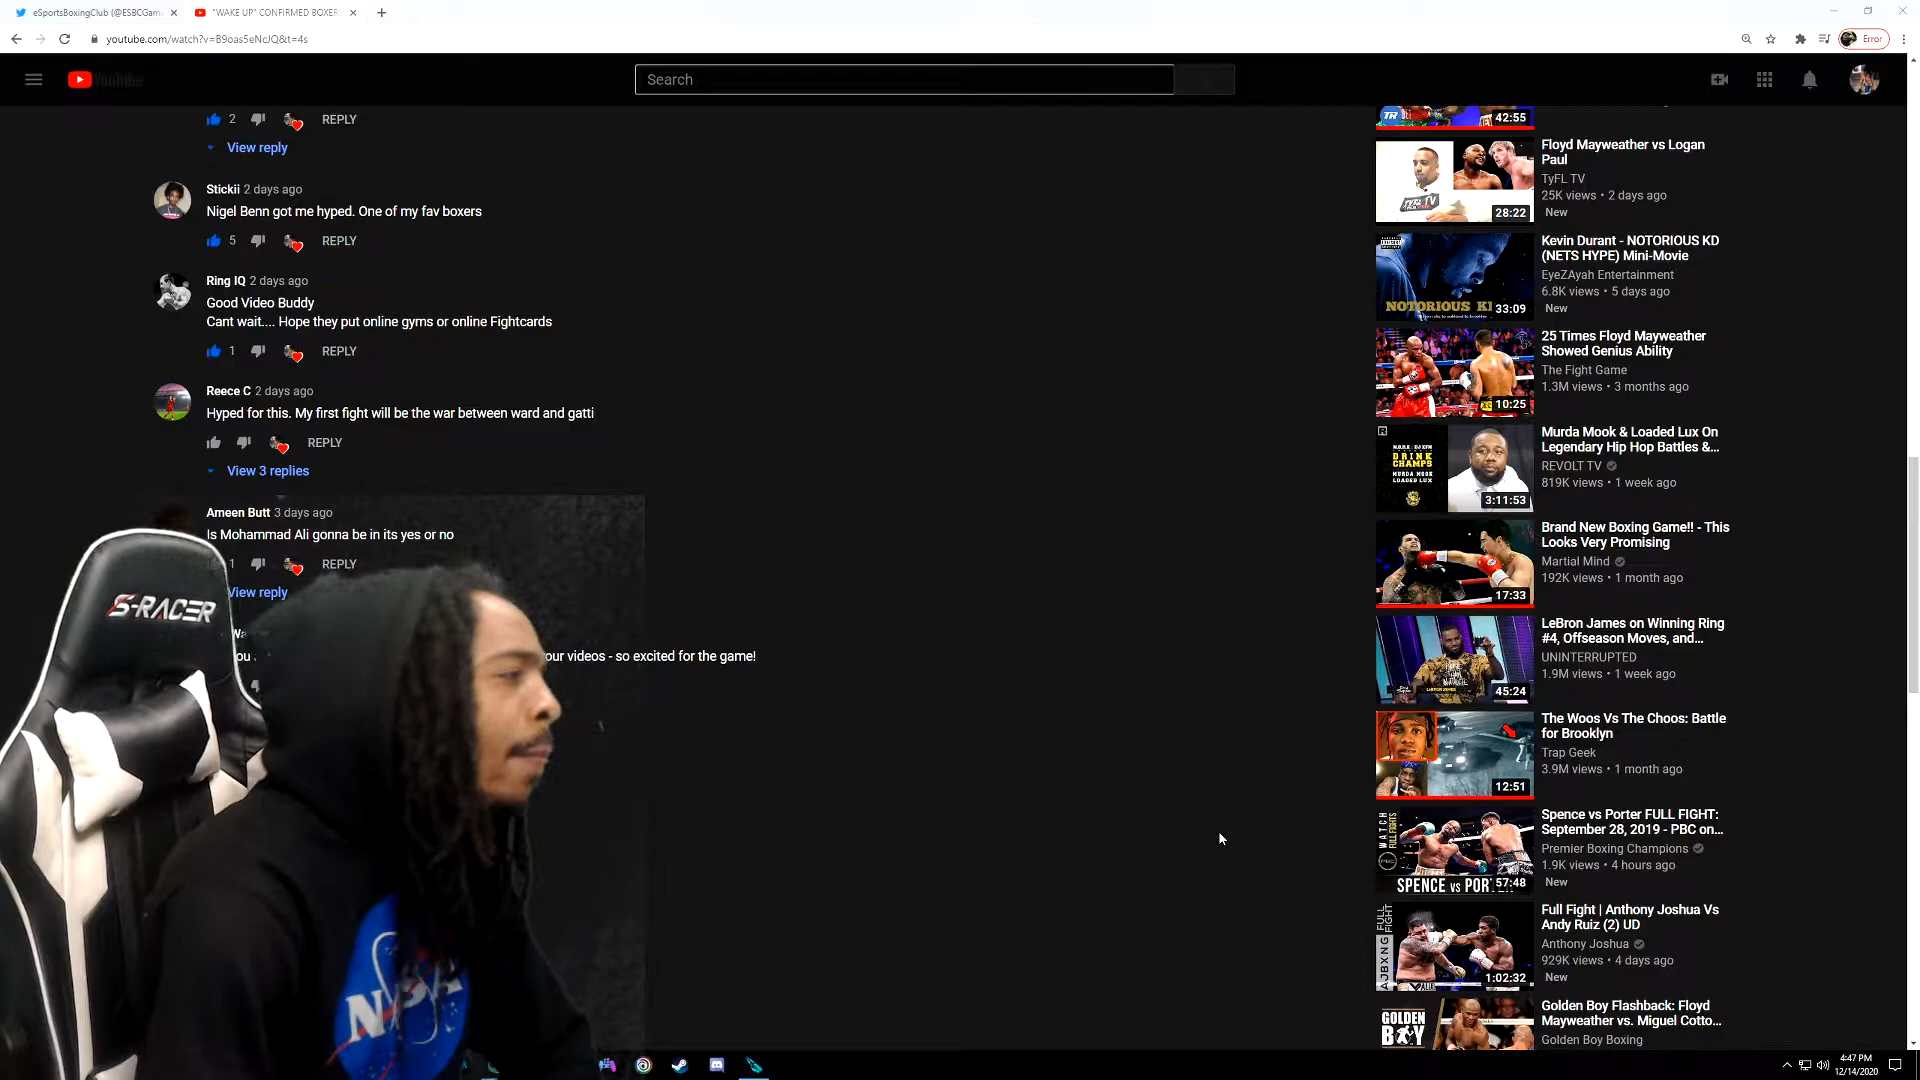 eSportsBoxingClub (@ESBCGam
"WAKE UP" CONFIRMED BOXER
youtube.com/watch?v=B9oas5eNcJQ&t=4s
Error
YouTube
Search
2
REPLY
View reply
Stickii 2 days ago
Nigel Benn got me hyped. One of my fav boxers
5
REPLY
Ring IQ 2 days ago
Good Video Buddy
Cant wait.... Hope they put online gyms or online Fightcards
1
REPLY
Reece C 2 days ago
Hyped for this. My first fight will be the war between ward and gatti
REPLY
View 3 replies
Ameen Butt 3 days ago
Is Mohammad Ali gonna be in its yes or no
1
REPLY
View reply
our videos - so excited for the game!
S-RACER
42:55
Floyd Mayweather vs Logan
Paul
TyFL TV
25K views • 2 days ago
New
TYFL TV
28:22
Kevin Durant - NOTORIOUS KD
(NETS HYPE) Mini-Movie
EyeZAyah Entertainment
6.8K views • 5 days ago
New
NOTORIOUS
33:09
25 Times Floyd Mayweather
Showed Genius Ability
The Fight Game
1.3M views • 3 months ago
10:25
Murda Mook & Loaded Lux On
Legendary Hip Hop Battles &...
REVOLT TV
819K views • 1 week ago
DRINK
CHAMPS
MURDA MOOK
LOADED LUX
3:11:53
Brand New Boxing Game!! - This
Looks Very Promising
Martial Mind
192K views • 1 month ago
17:33
LeBron James on Winning Ring
#4, Offseason Moves, and...
UNINTERRUPTED
1.9M views • 1 week ago
45:24
The Woos Vs The Choos: Battle
for Brooklyn
Trap Geek
3.9M views • 1 month ago
12:51
Spence vs Porter FULL FIGHT:
September 28, 2019 - PBC on...
Premier Boxing Champions
1.9K views • 4 hours ago
New
WATCH
FULL FIGHTS
SPENCE vs POR
57:48
Full Fight | Anthony Joshua Vs
Andy Ruiz (2) UD
Anthony Joshua
929K views • 4 days ago
New
FULL
FIGHT
AJBXNG
1:02:32
Golden Boy Flashback: Floyd
Mayweather vs. Miguel Cotto...
Golden Boy Boxing
GOLDEN
BOY
4:47 PM
12/14/2020